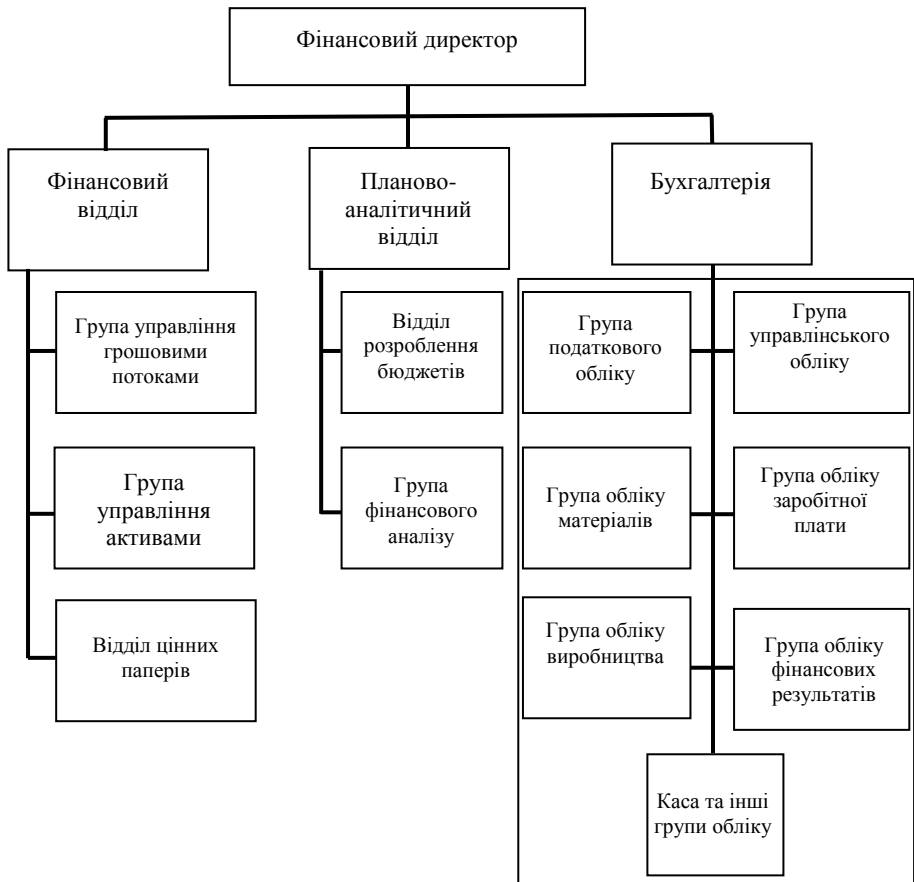 Фінансовий директор
Фінансовий
відділ
Планово-
аналітичний
відділ
Бухгалтерія
Група управління
грошовими
потоками
Відділ
розроблення
бюджетів
Група
податкового
обліку
Група
управлінського
обліку
Група
управління
активами
Група
фінансового
аналізу
Група обліку
матеріалів
Група обліку
заробітної
плати
Відділ цінних
паперів
Група обліку
виробництва
Група обліку
фінансових
результатів
Каса та інші
групи обліку